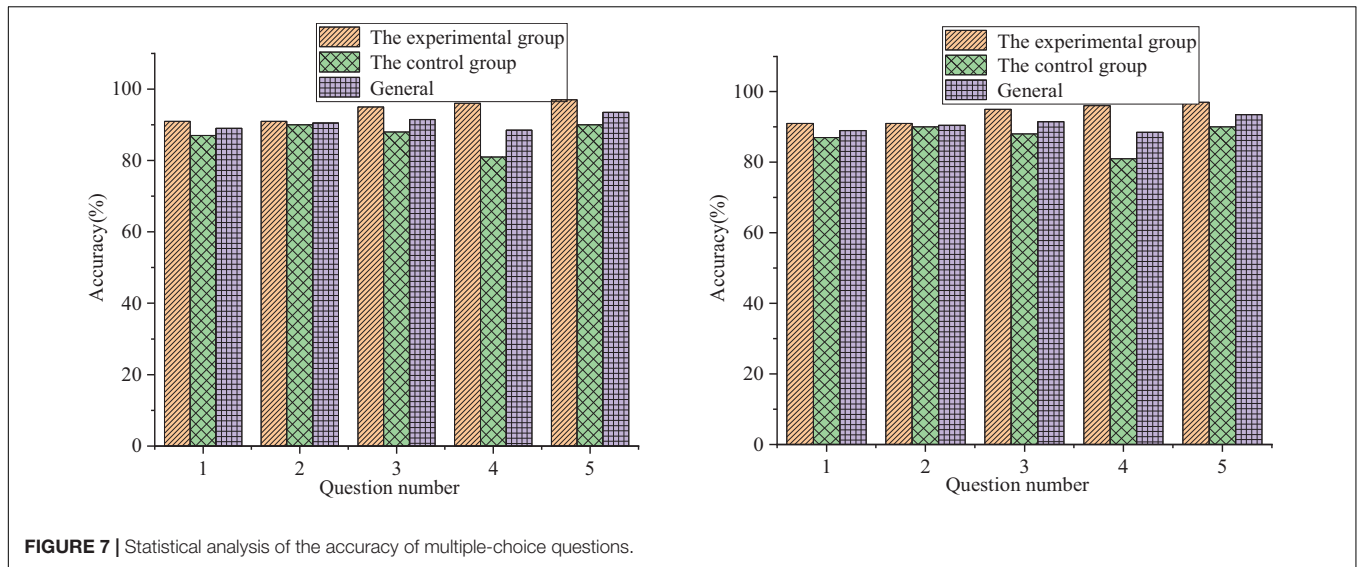 The experimental group
The control group
General
Accuracy(%)
100
80
60
40
20
0
1 2 3 4 5
Question number
The experimental group
The control group
General
Accuracy(%)
100
80
60
40
20
0
1 2 3 4 5
Question number
FIGURE 7 | Statistical analysis of the accuracy of multiple-choice questions.